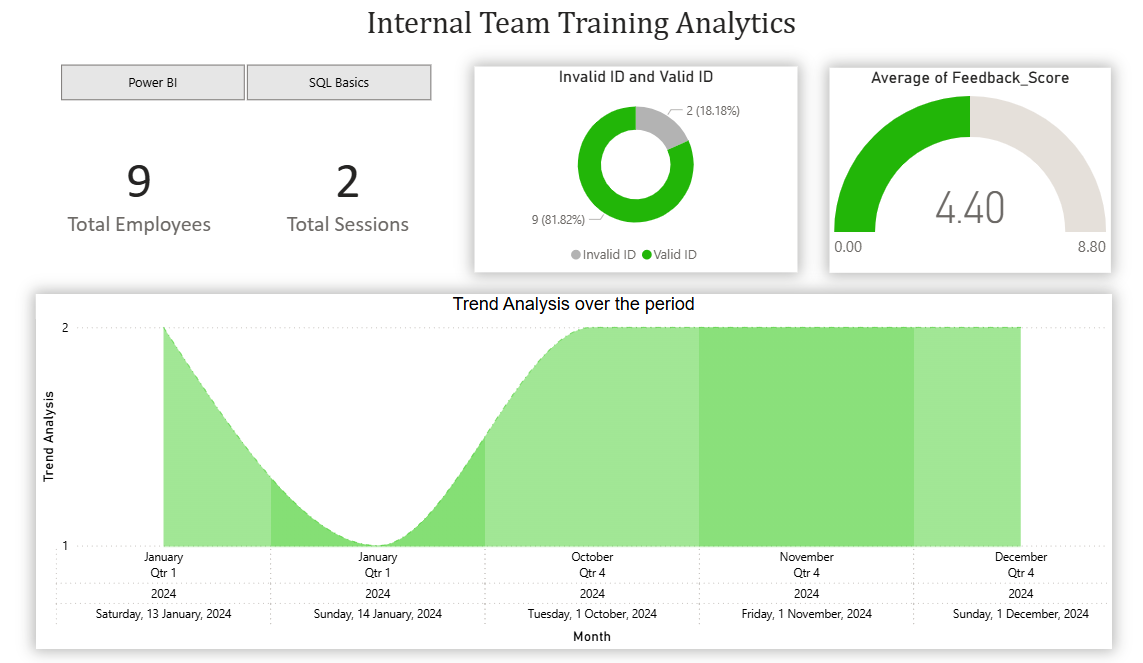 Internal Team Training Analytics
Power BI
SQL Basics
9
Total Employees
2
Total Sessions
Invalid ID and Valid ID
2 (18.18%)
9 (81.82%)
Invalid ID Valid ID
Average of Feedback_Score
4.40
0.00
8.80
Trend Analysis over the period
Trend Analysis
2
1
January January October November December
Qtr 1 Qtr 1 Qtr 4 Qtr 4 Qtr 4
2024 2024 2024 2024 2024
Saturday, 13 January, 2024 Sunday, 14 January, 2024 Tuesday, 1 October, 2024 Friday, 1 November, 2024 Sunday, 1 December, 2024
Month